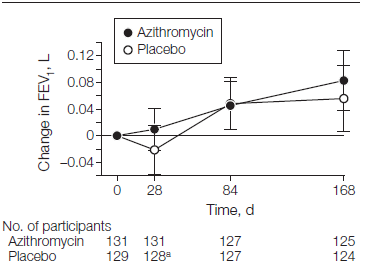 Azithromycin
Placebo
Change in FEV1, L
0.12
0.08
0.04
0
–0.04
0 28 84 168
Time, d
No. of participants
Azithromycin 131 131 127 125
Placebo 129 128a 127 124